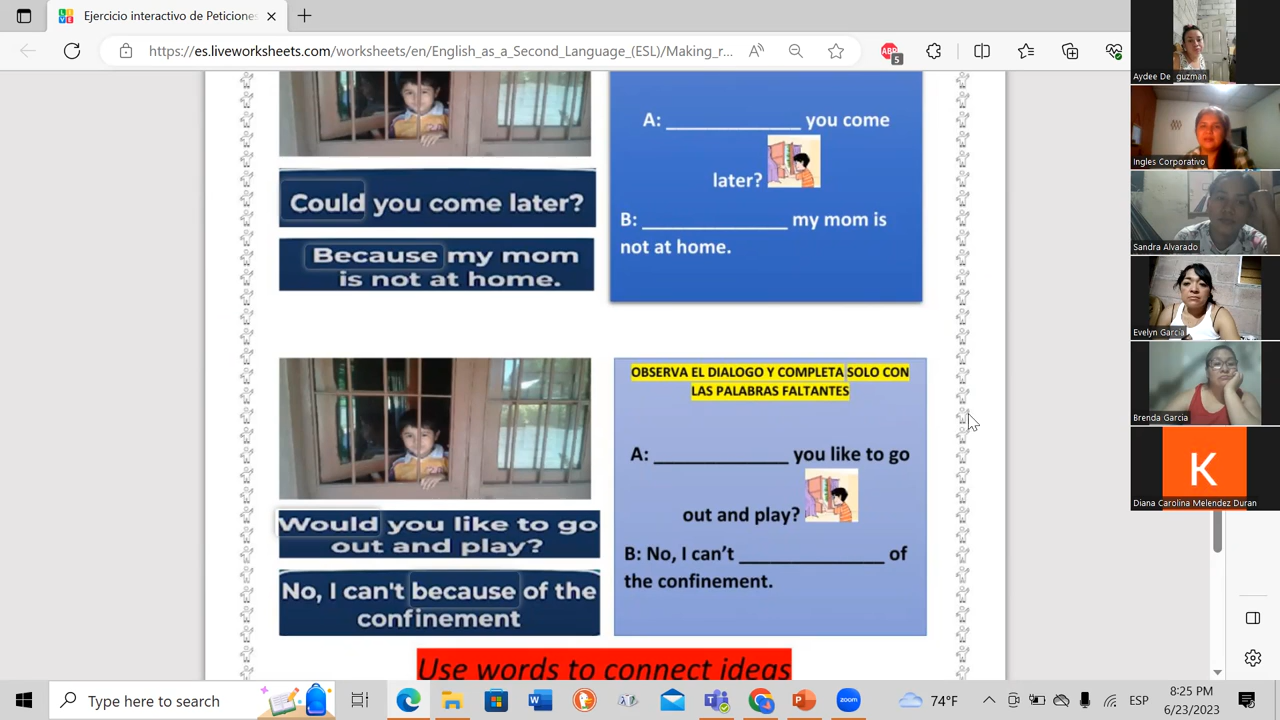 Ejercicio interactivo de Peticione
https://es.liveworksheets.com/worksheets/en/English_as_a_Second_Language_(ESL)/Making_r...
5
A: ____________ you come
later?
B: _____________ my mom is
not at home.
Could you come later?
Because my mom
is not at home.
OBSERVA EL DIALOGO Y COMPLETA SOLO CON
LAS PALABRAS FALTANTES
A: ____________ you like to go
out and play?
B: No, I can't _____________ of
the confinement.
Would you like to go
out and play?
No, I can't because of the
confinement
Use words to connect ideas
Aydee De guzman
Ingles Corporativo
Sandra Alvarado
Evelyn García
Brenda Garcia
K
Diana Carolina Melendez Duran
Type here to search
zoom
74°F
ESP
8:25 PM
6/23/2023